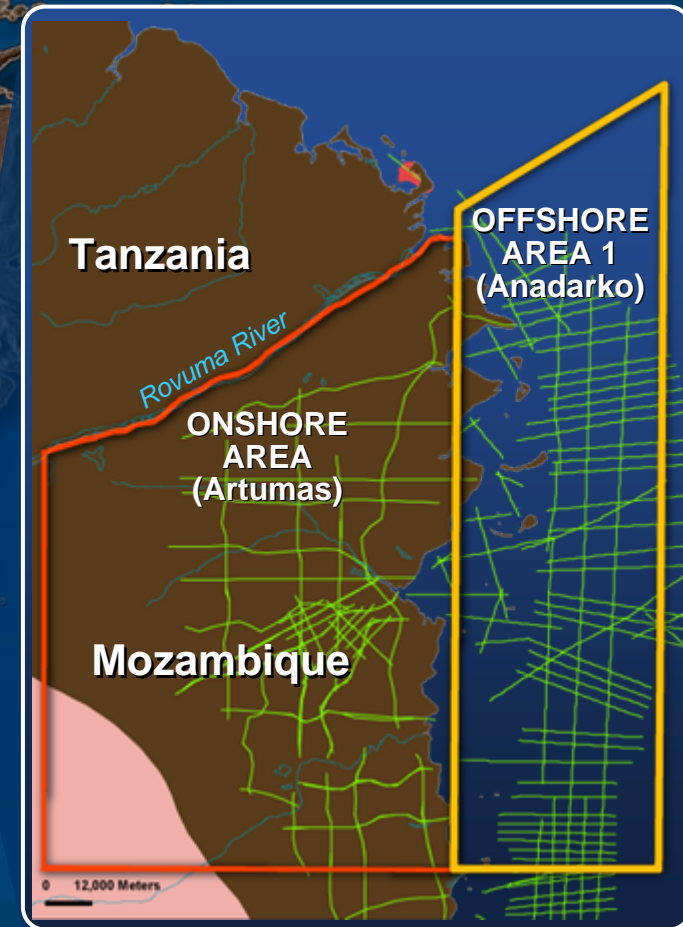 OFFSHORE
AREA 1
(Anadarko)
Tanzania
Rovuma River
ONSHORE
AREA
(Artumas)
Mozambique
0 12,000 Meters